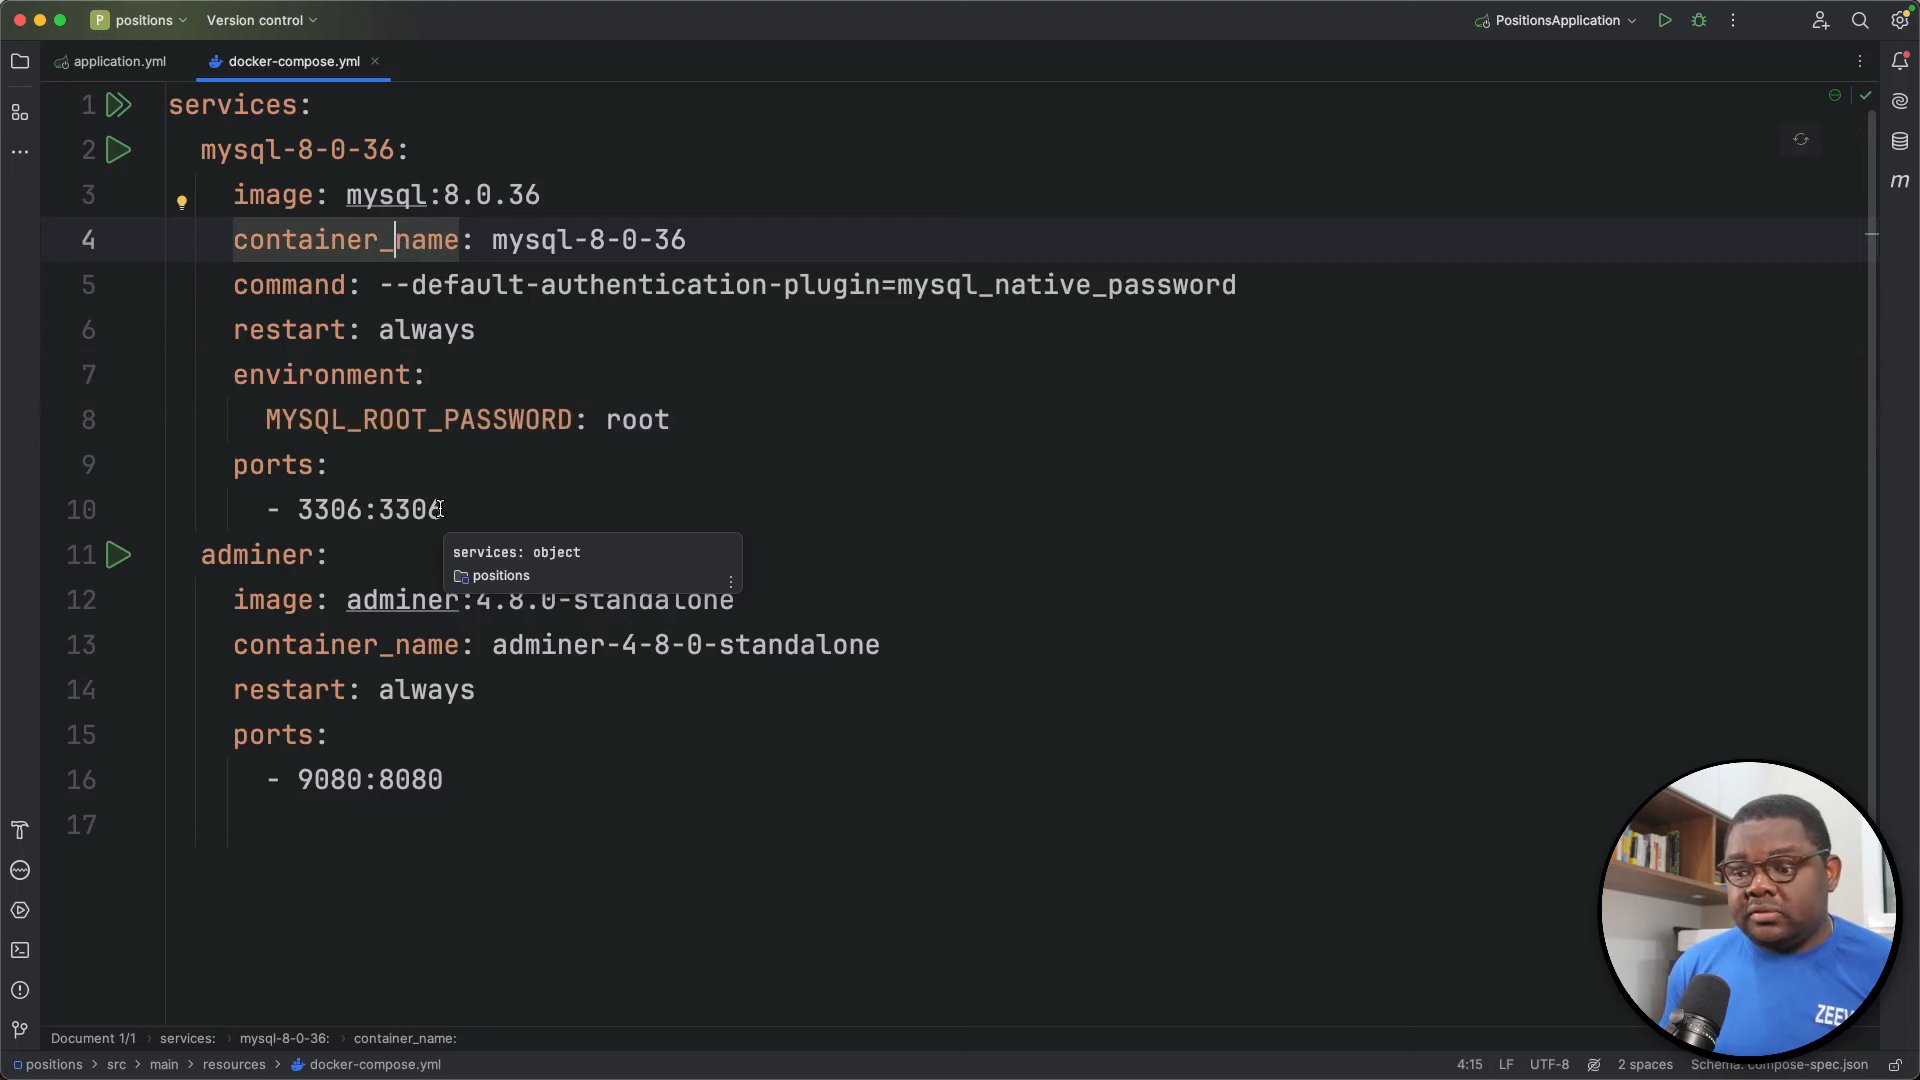 P positions
Version control
PositionsApplication
application.yml
docker-compose.yml
1 services:
2 mysql-8-0-36:
3 image: mysql:8.0.36
4 container_name: mysql-8-0-36
5 command: --default-authentication-plugin=mysql_native_password
6 restart: always
7 environment:
8 MYSQL_ROOT_PASSWORD: root
9 ports:
10 - 3306:3306
11 adminer:
services: object
positions
12 image: adminer:4.8.0-standalone
13 container_name: adminer-4-8-0-standalone
14 restart: always
15 ports:
16 - 9080:8080
17
m
ZEEV
Document 1/1 services: mysql-8-0-36: container_name:
positions src main resources docker-compose.yml
4:15 LF UTF-8 2 spaces Schema: compose-spec.json